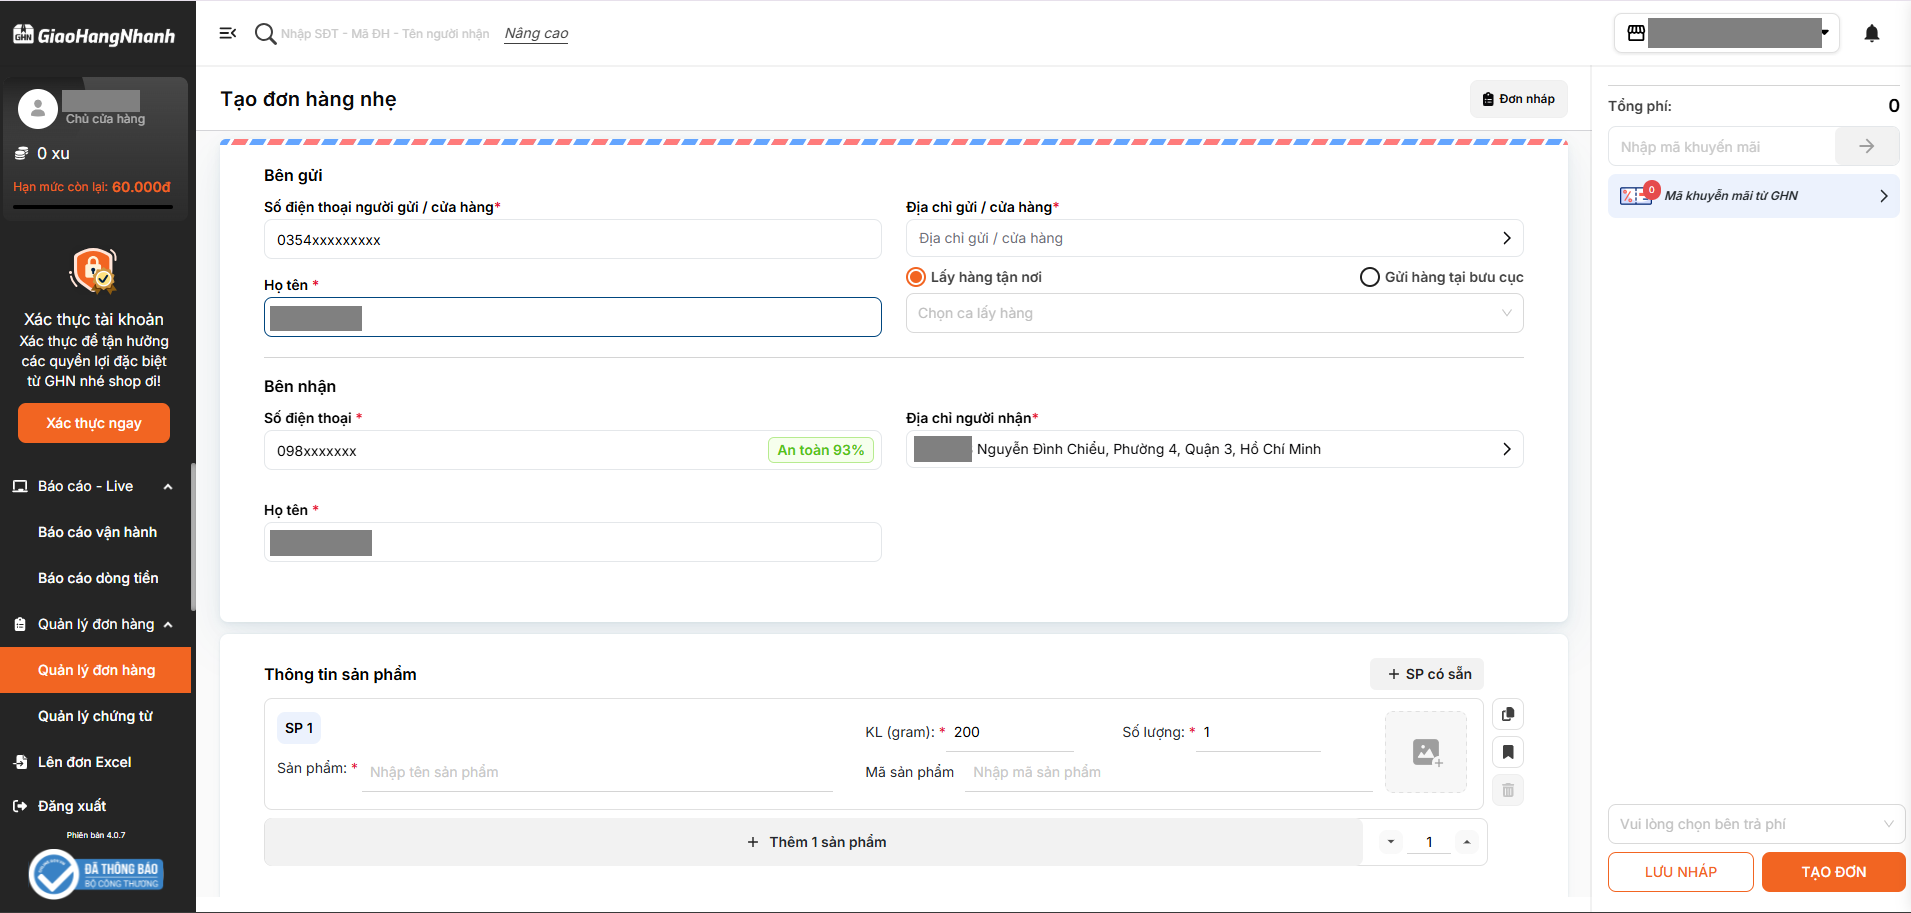 GHN GiaoHangNhanh
Chủ cửa hàng
0 xu
Hạn mức còn lại: 60.000đ
Xác thực tài khoản
Xác thực để tận hưởng
các quyền lợi đặc biệt
từ GHN nhé shop ơi!
Xác thực ngay
Báo cáo - Live
Báo cáo vận hành
Báo cáo dòng tiền
Quản lý đơn hàng
Quản lý đơn hàng
Quản lý chứng từ
Lên đơn Excel
Đăng xuất
Phiên bản 4.0.7
ĐÃ THÔNG BÁO
BỘ CÔNG THƯƠNG
Nhập SĐT - Mã ĐH - Tên người nhận Nâng cao
Tạo đơn hàng nhẹ
Đơn nháp
Bên gửi
Số điện thoại người gửi / cửa hàng*
0354xxxxxxxxx
Họ tên *
Địa chỉ gửi / cửa hàng*
Địa chỉ gửi / cửa hàng
Lấy hàng tận nơi Gửi hàng tại bưu cục
Chọn ca lấy hàng
Bên nhận
Số điện thoại *
098xxxxxxx An toàn 93%
Họ tên *
Địa chỉ người nhận*
Nguyễn Đình Chiểu, Phường 4, Quận 3, Hồ Chí Minh
Thông tin sản phẩm
+ SP có sẵn
SP 1
KL (gram): * 200 Số lượng: * 1
Sản phẩm: * Nhập tên sản phẩm Mã sản phẩm Nhập mã sản phẩm
+ Thêm 1 sản phẩm 1
Tổng phí: 0
Nhập mã khuyến mãi
0 Mã khuyến mãi từ GHN
Vui lòng chọn bên trả phí
LƯU NHÁP TẠO ĐƠN